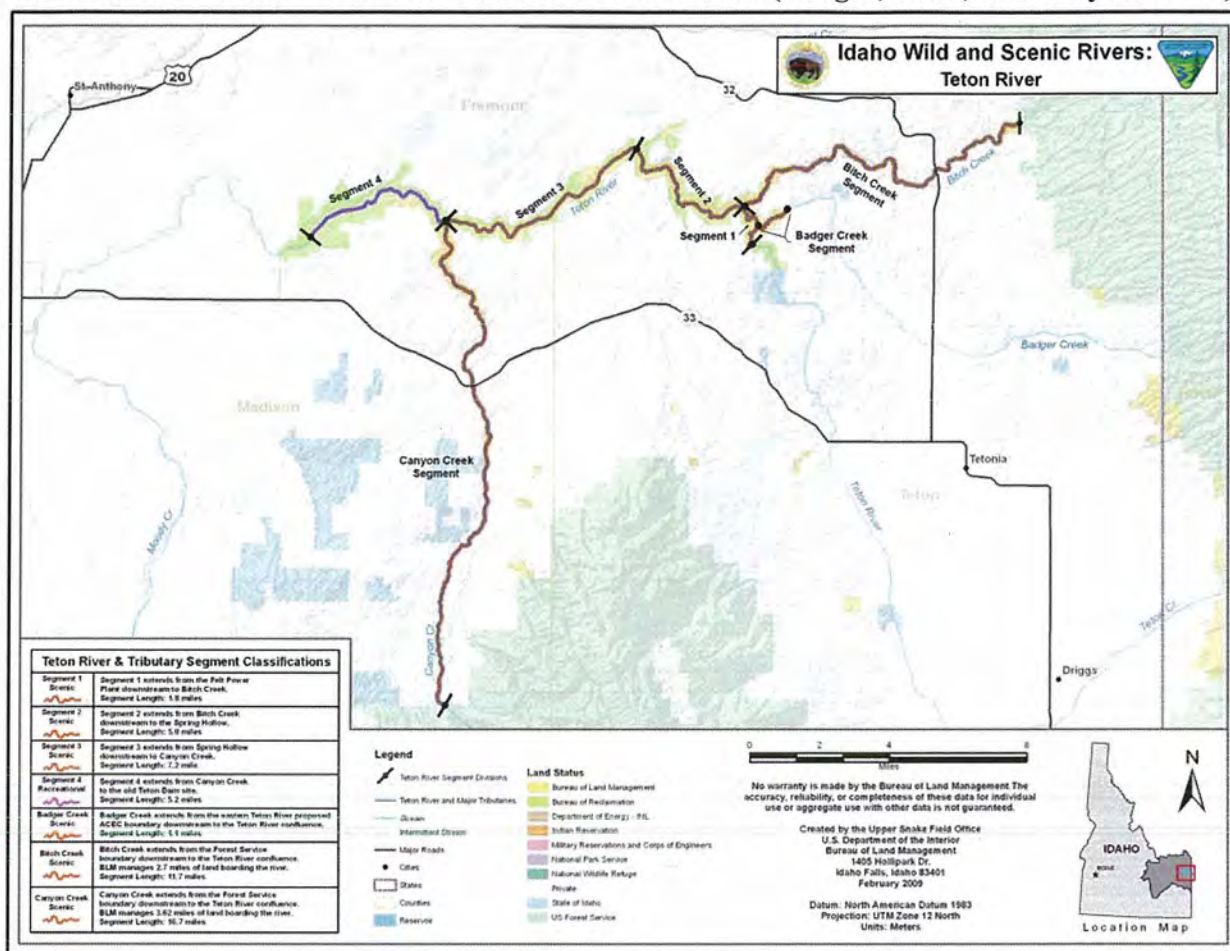 Idaho Wild and Scenic Rivers:
Teton River
St. Anthony
20
Fremont
32
Segment 4
Segment 3
Teton River
Segment 2
Bitch Creek
Segment
Bitch Creek
Segment 1
Badger Creek
Segment
33
Badger Creek
Madison
Canyon Creek
Segment
Tetonia
Teton
Moody Cr.
Teton River
Canyon Cr.
Teton Cr.
Driggs
Teton River & Tributary Segment Classifications
Segment 1
Scenic
Segment 1 extends from the Felt Power
Plant downstream to Bitch Creek.
Segment Length: 1.8 miles
Segment 2
Scenic
Segment 2 extends from Bitch Creek
downstream to the Spring Hollow.
Segment Length: 5.0 miles
Segment 3
Scenic
Segment 3 extends from Spring Hollow
downstream to Canyon Creek.
Segment Length: 7.2 mile
Segment 4
Recreational
Segment 4 extends from Canyon Creek
to the old Teton Dam site.
Segment Length: 5.2 miles
Badger Creek
Scenic
Badger Creek extends from the eastern Teton River proposed
ACEC boundary downstream to the Teton River confluence.
Segment Length: 1.1 miles
Bitch Creek
Scenic
Bitch Creek extends from the Forest Service
boundary downstream to the Teton River confluence.
BLM manages 2.7 miles of land boarding the river.
Segment Length: 11.7 miles
Canyon Creek
Scenic
Canyon Creek extends from the Forest Service
boundary downstream to the Teton River confluence.
BLM manages 3.62 miles of land boarding the river.
Segment Length: 16.7 miles
Legend
Teton River Segment Divisions
Teton River and Major Tributaries
Stream
Intermittent Stream
Major Roads
Cities
States
Counties
Reservoir
Land Status
Bureau of Land Management
Bureau of Reclamation
Department of Energy - INL
Indian Reservation
Military Reservations and Corps of Engineers
National Park Service
National Wildlife Refuge
Private
State of Idaho
US Forest Service
0 2 4 8
Miles
No warranty is made by the Bureau of Land Management The
accuracy, reliability, or completeness of these data for individual
use or aggregate use with other data is not guaranteed.
Created by the Upper Snake Field Office
U.S. Department of the Interior
Bureau of Land Management
1405 Hollipark Dr.
Idaho Falls, Idaho 83401
February 2009
Datum: North American Datum 1983
Projection: UTM Zone 12 North
Units: Meters
N
IDAHO
BOISE
Location Map